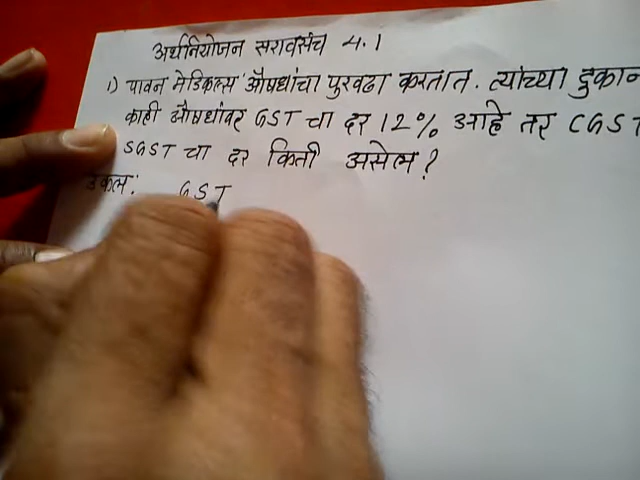 अर्थनियोजन सरावसंच 4.1
1) पावन मेडिकल्स औषधांचा पुरवठा करतात. त्यांच्या दुकान
काही औषधांवर GST चा दर 12% आहे तर CGST
SGST चा दर किती असेल?
उकल: GST